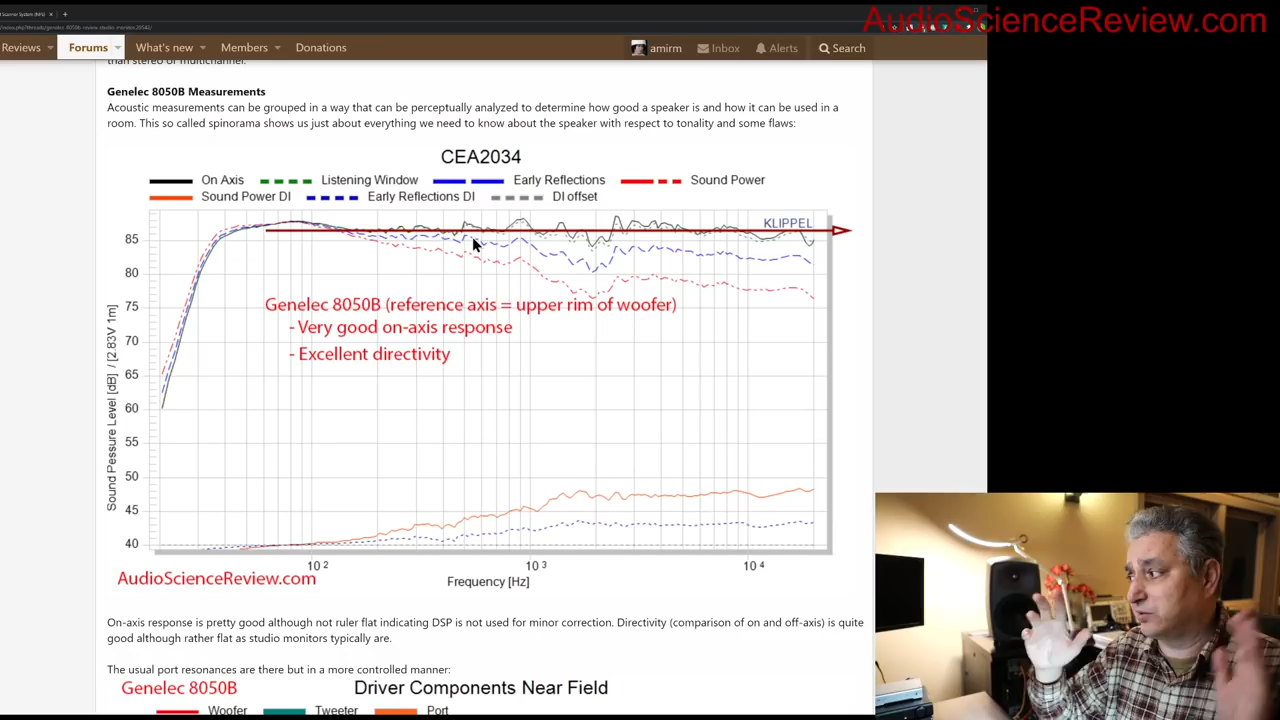 AudioScienceReview.com
Reviews Forums What's new Members Donations amirm Inbox Alerts Search
than stereo or multichannel.
Genelec 8050B Measurements
Acoustic measurements can be grouped in a way that can be perceptually analyzed to determine how good a speaker is and how it can be used in a
room. This so called spinorama shows us just about everything we need to know about the speaker with respect to tonality and some flaws:
CEA2034
On Axis Listening Window Early Reflections Sound Power
Sound Power DI Early Reflections DI DI offset
KLIPPEL
85
80
75
70
65
60
55
50
45
40
Sound Pessure Level [dB] / [2.83V 1m]
Genelec 8050B (reference axis = upper rim of woofer)
- Very good on-axis response
- Excellent directivity
10 2 10 3 10 4
Frequency [Hz]
AudioScienceReview.com
On-axis response is pretty good although not ruler flat indicating DSP is not used for minor correction. Directivity (comparison of on and off-axis) is quite
good although rather flat as studio monitors typically are.
The usual port resonances are there but in a more controlled manner:
Genelec 8050B
Driver Components Near Field
Woofer Tweeter Port